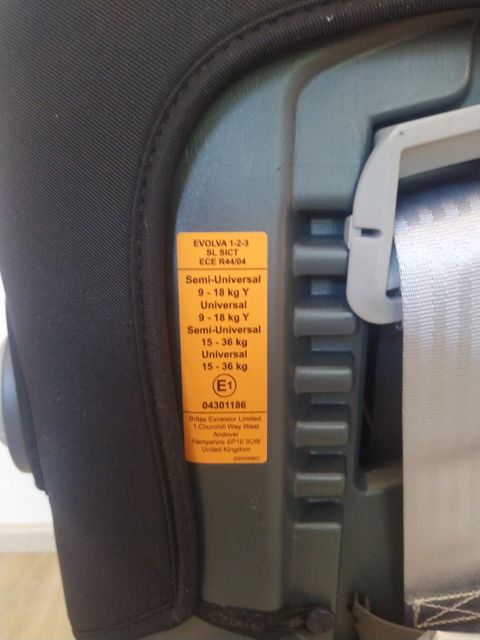 EVOLVA 1-2-3
SL SICT
ECE R44/04
Semi-Universal
9 - 18 kg Y
Universal
9 - 18 kg Y
Semi-Universal
15 - 36 kg
Universal
15 - 36 kg
E1
04301186
Britax Excelsior Limited
1 Churchill Way West
Andover
Hampshire SP10 3UW
United Kingdom